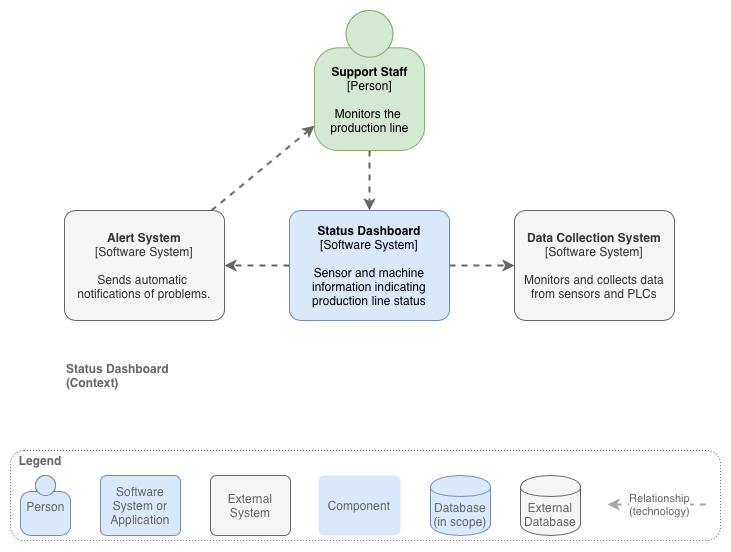 Support Staff
[Person]
Monitors the
production line
Alert System
[Software System]
Sends automatic
notifications of problems.
Status Dashboard
[Software System]
Sensor and machine
information indicating
production line status
Data Collection System
[Software System]
Monitors and collects data
from sensors and PLCs
Status Dashboard
(Context)
Legend
Person
Software
System or
Application
External
System
Component
Database
(in scope)
External
Database
Relationship
(technology)